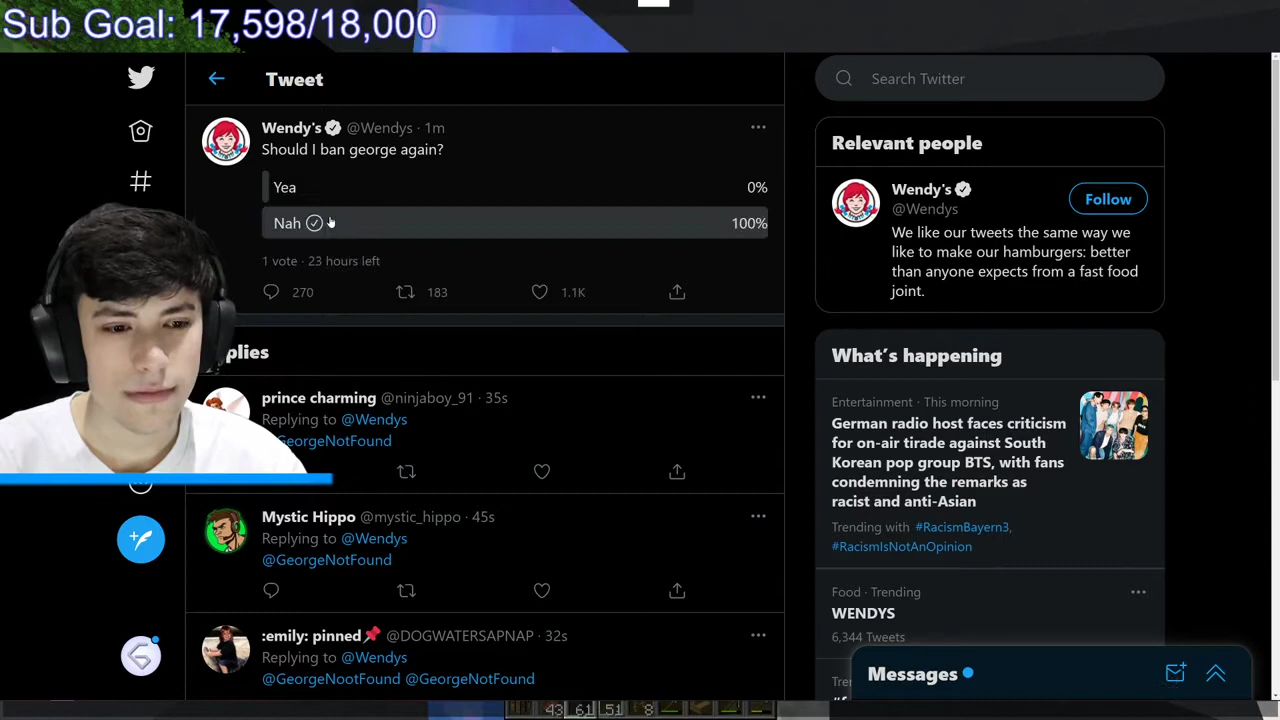 Sub Goal: 17,598/18,000
Tweet
Wendy's @Wendys · 1m
Should I ban george again?
Yea 0%
Nah 100%
1 vote · 23 hours left
270 183 1.1K
plies
prince charming @ninjaboy_91 · 35s
Replying to @Wendys
GeorgeNotFound
Mystic Hippo @mystic_hippo · 45s
Replying to @Wendys
@GeorgeNotFound
:emily: pinned📌 @DOGWATERSAPNAP · 32s
Replying to @Wendys
@GeorgeNootFound @GeorgeNotFound
Search Twitter
Relevant people
Wendy's
@Wendys
Follow
We like our tweets the same way we
like to make our hamburgers: better
than anyone expects from a fast food
joint.
What's happening
Entertainment · This morning
German radio host faces criticism
for on-air tirade against South
Korean pop group BTS, with fans
condemning the remarks as
racist and anti-Asian
Trending with #RacismBayern3,
#RacismIsNotAnOpinion
Food · Trending
WENDYS
6,344 Tweets
Messages
43 61 51 8